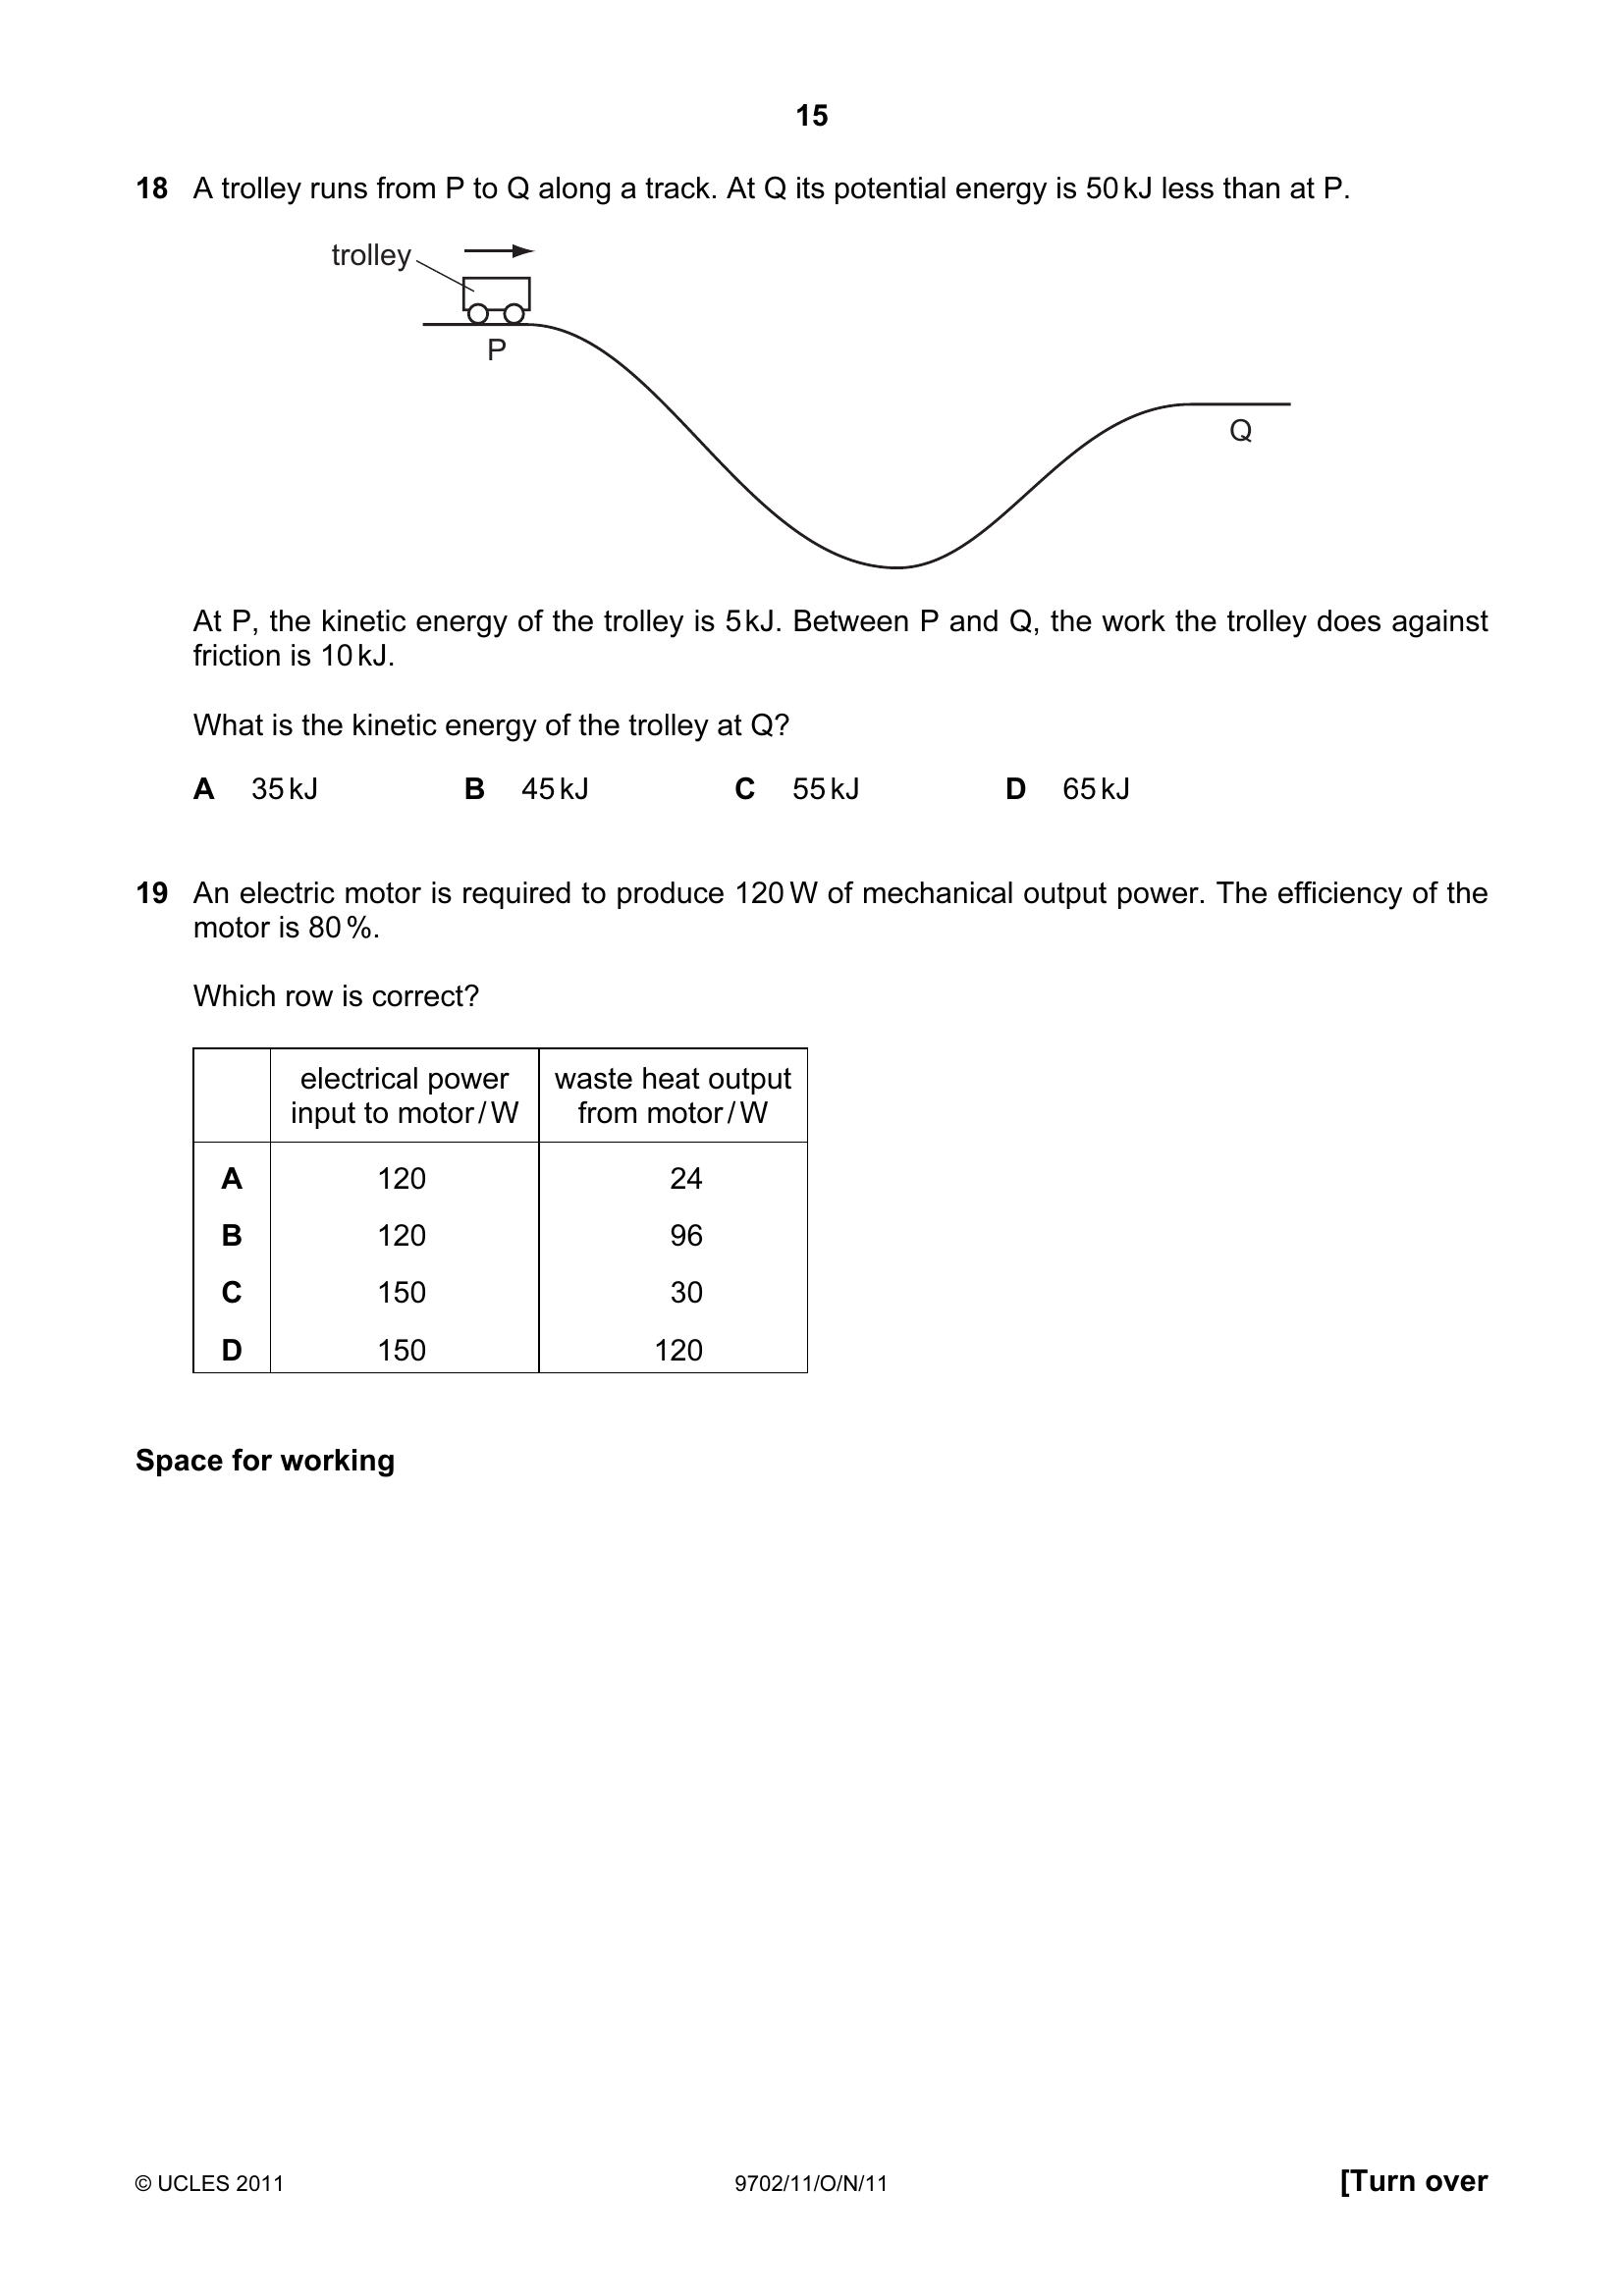 15
18 A trolley runs from P to Q along a track. At Q its potential energy is 50 kJ less than at P.
trolley
P
Q
At P, the kinetic energy of the trolley is 5 kJ. Between P and Q, the work the trolley does against
friction is 10 kJ.
What is the kinetic energy of the trolley at Q?
A 35 kJ B 45 kJ C 55 kJ D 65 kJ
19 An electric motor is required to produce 120 W of mechanical output power. The efficiency of the
motor is 80 %.
Which row is correct?
electrical power waste heat output
input to motor / W from motor / W
A 120 24
B 120 96
C 150 30
D 150 120
Space for working
© UCLES 2011 9702/11/O/N/11 [Turn over